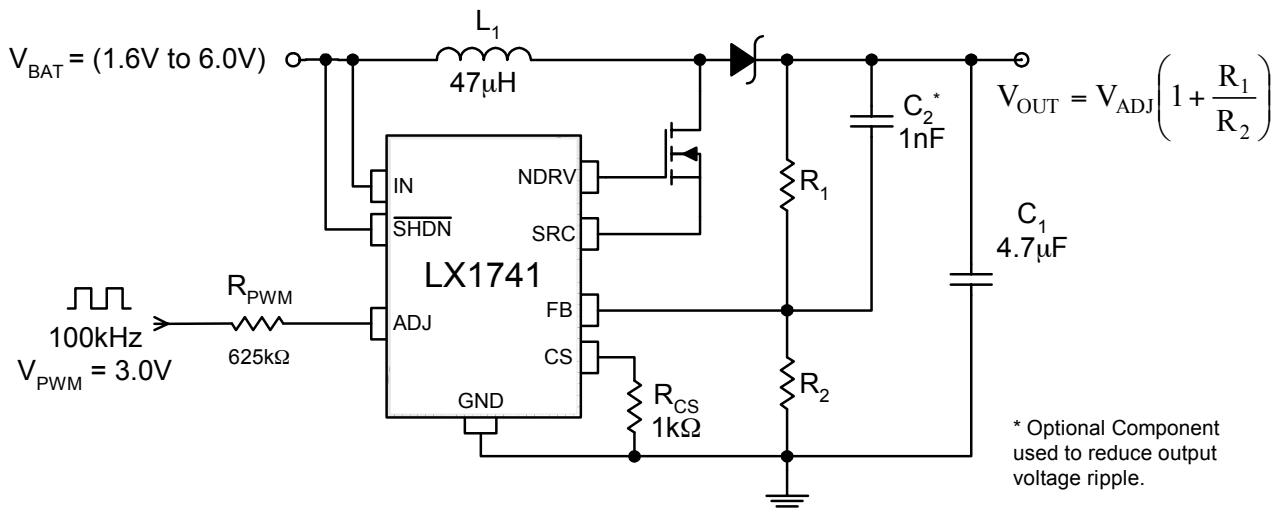 L1
47μH
VBAT = (1.6V to 6.0V)
VOUT = VADJ(1 + R1/R2)
C2*
1nF
IN
NDRV
R1
SHDN
SRC
C1
4.7μF
LX1741
RPWM
FB
ADJ
100kHz
625kΩ
CS
VPWM = 3.0V
R2
GND
RCS
1kΩ
* Optional Component
used to reduce output
voltage ripple.